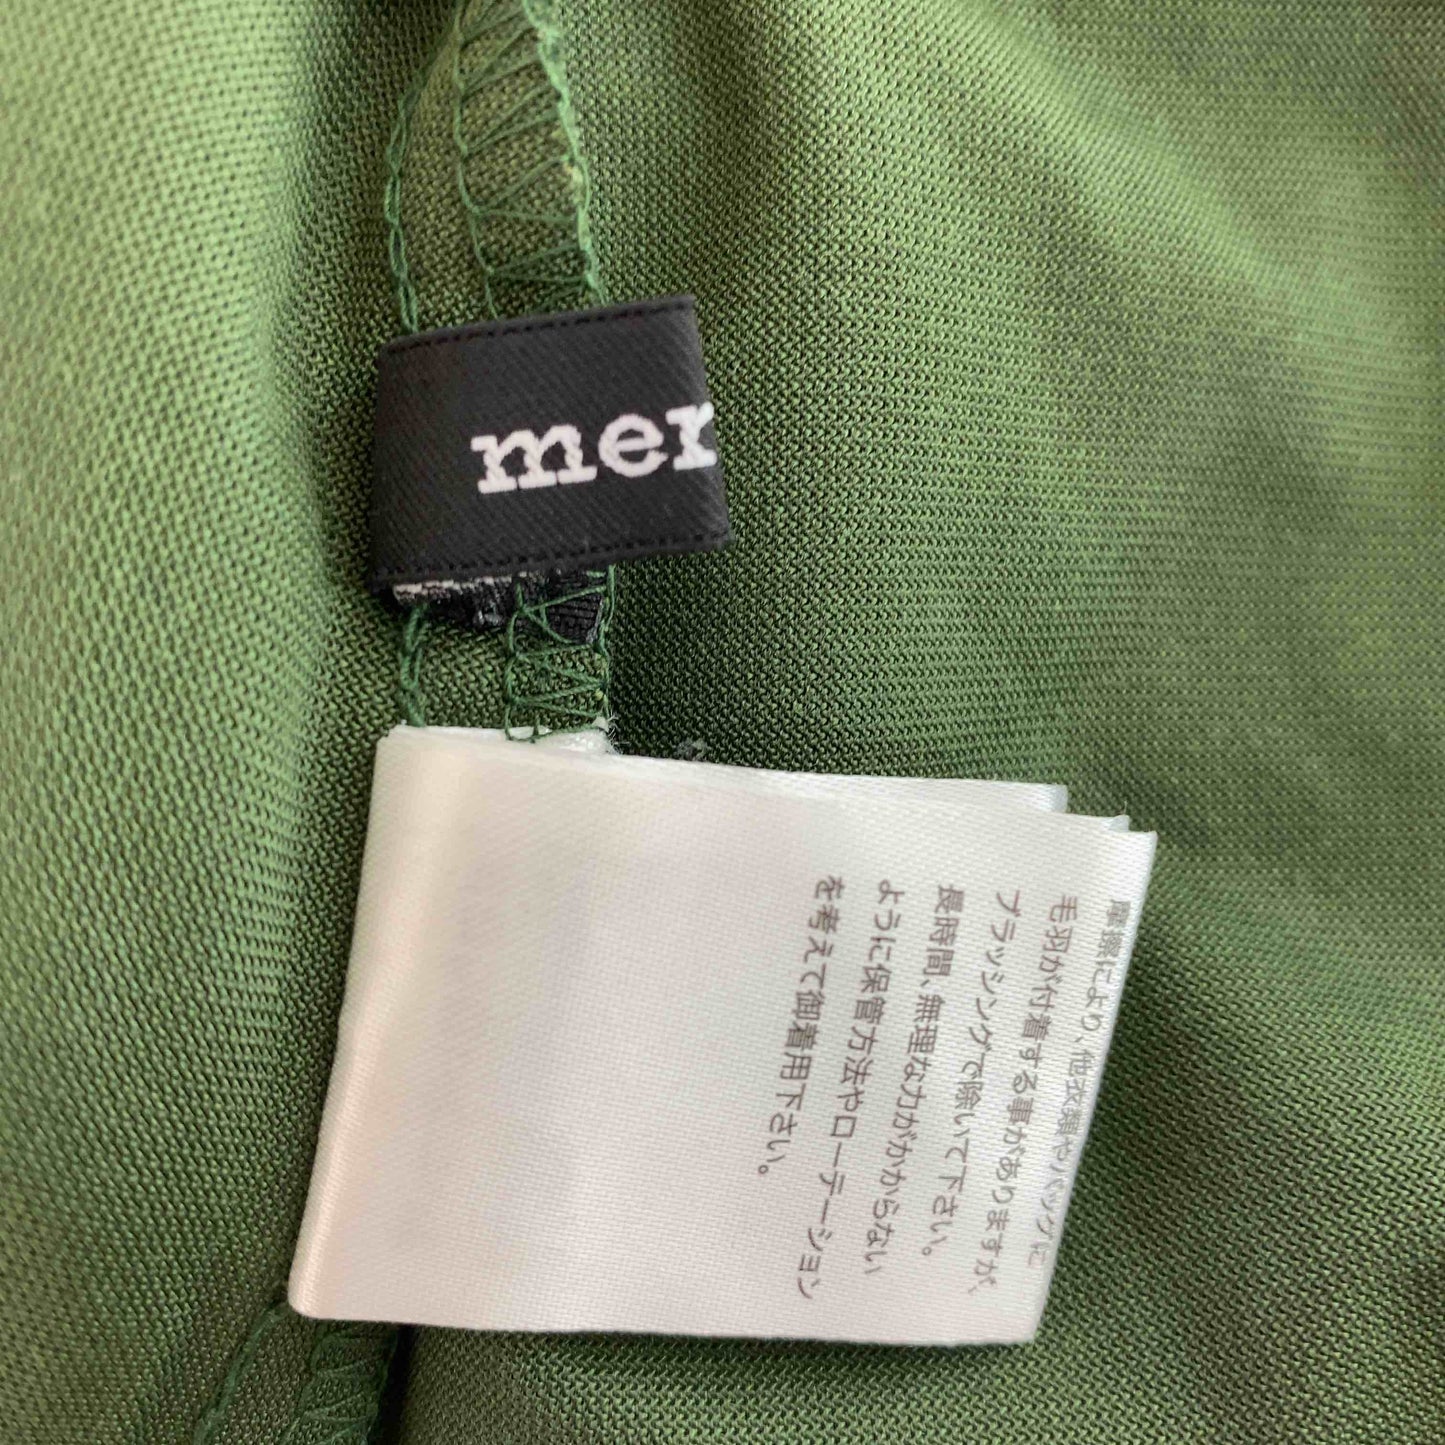 mer
摩擦により、他衣類やバッグに
毛羽が付着する事がありますが、
ブラッシングで除いて下さい。
長時間、無理な力がかからない
ように保管方法やローテーション
を考えて御着用下さい。